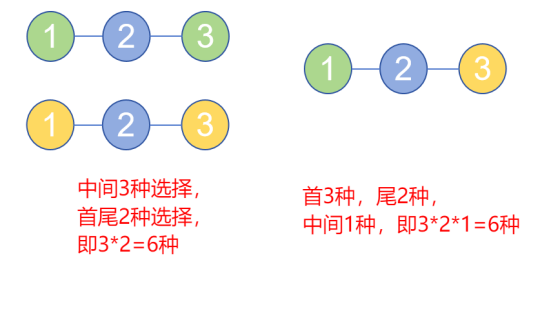 1 2 3
1 2 3
中间3种选择，
首尾2种选择，
即3*2=6种
1 2 3
首3种，尾2种，
中间1种，即3*2*1=6种